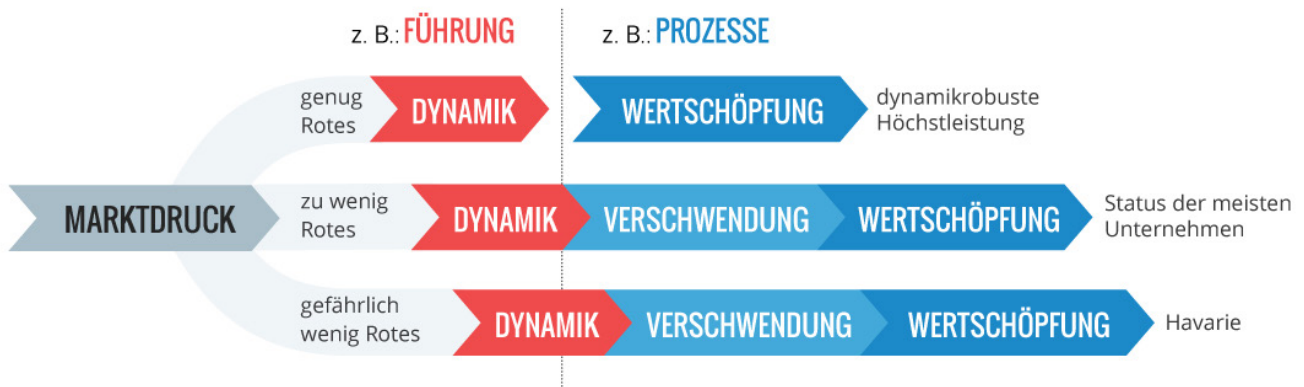 z. B.: FÜHRUNG
z. B.: PROZESSE
genug
Rotes
DYNAMIK
WERTSCHÖPFUNG
dynamikrobuste
Höchstleistung
MARKTDRUCK
zu wenig
Rotes
DYNAMIK
VERSCHWENDUNG
WERTSCHÖPFUNG
Status der meisten
Unternehmen
gefährlich
wenig Rotes
DYNAMIK
VERSCHWENDUNG
WERTSCHÖPFUNG
Havarie